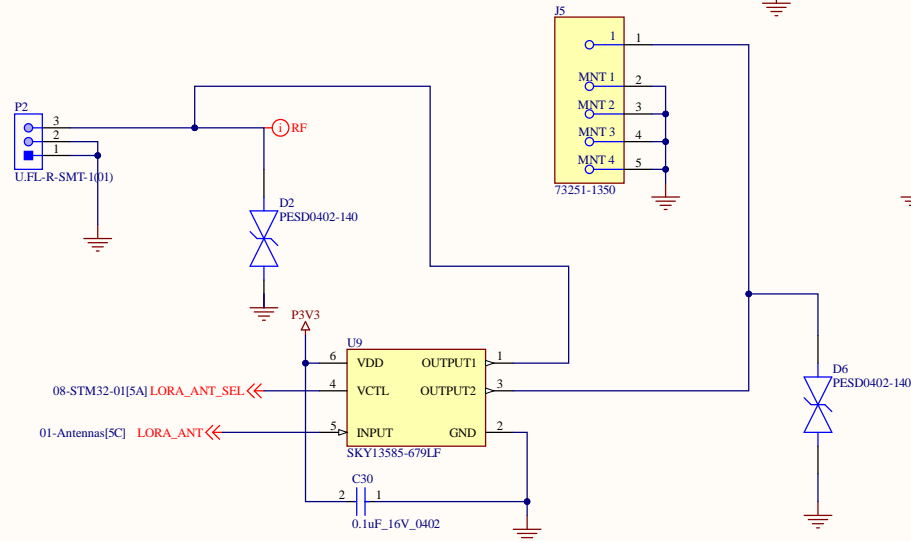 J5
1 1
MNT 1 2
MNT 2 3
MNT 3 4
MNT 4 5
73251-1350
P2
3
2
1
U.FL-R-SMT-1(01)
i RF
D2
PESD0402-140
P3V3
U9
6 VDD OUTPUT1 1
08-STM32-01[5A] LORA_ANT_SEL 4 VCTL OUTPUT2 3
01-Antennas[5C] LORA_ANT 5 INPUT GND 2
SKY13585-679LF
D6
PESD0402-140
C30
2 1
0.1uF_16V_0402